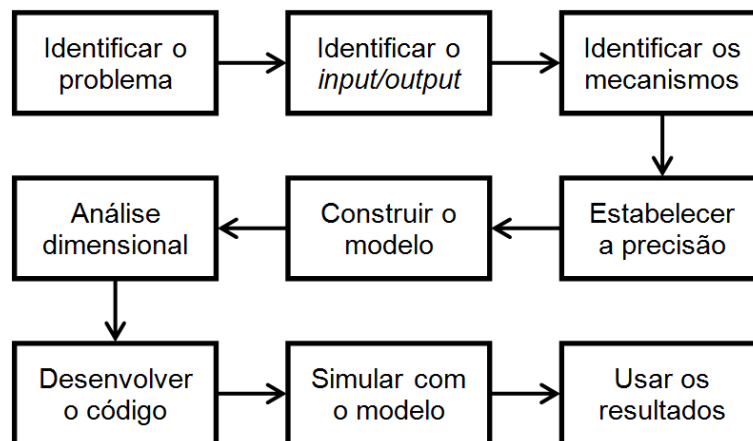 Identificar o
problema
Identificar o
input/output
Identificar os
mecanismos
Estabelecer
a precisão
Construir o
modelo
Análise
dimensional
Desenvolver
o código
Simular com
o modelo
Usar os
resultados